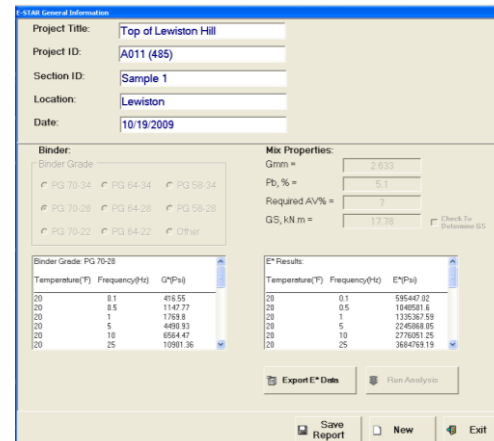 E-STAR General Information
Project Title: Top of Lewiston Hill
Project ID: A011 (485)
Section ID: Sample 1
Location: Lewiston
Date: 10/19/2009
Binder:
Binder Grade
PG 70-34 PG 64-34 PG 58-34
PG 70-28 PG 64-28 PG 58-28
PG 70-22 PG 64-22 Other
Mix Properties:
Gmm = 2.633
Pb, % = 5.1
Required AV% = 7
GS, kN.m = 17.78 Check To
Determine GS
Binder Grade: PG 70-28
Temperature(°F) Frequency(Hz) G*(Psi)
20 0.1 416.55
20 0.5 1147.77
20 1 1769.8
20 5 4490.93
20 10 6564.47
20 25 10901.36
E* Results:
Temperature(°F) Frequency(Hz) E*(Psi)
20 0.1 595447.02
20 0.5 1048581.6
20 1 1335367.59
20 5 2245868.05
20 10 2776051.25
20 25 3684769.19
Export E* Data Run Analysis
Save
Report New Exit